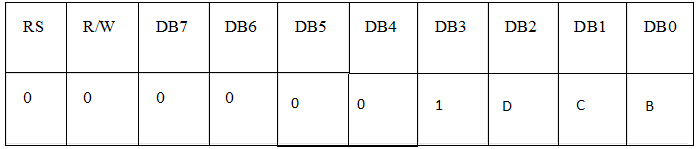 RS R/W DB7 DB6 DB5 DB4 DB3 DB2 DB1 DB0
0 0 0 0 0 0 1 D C B